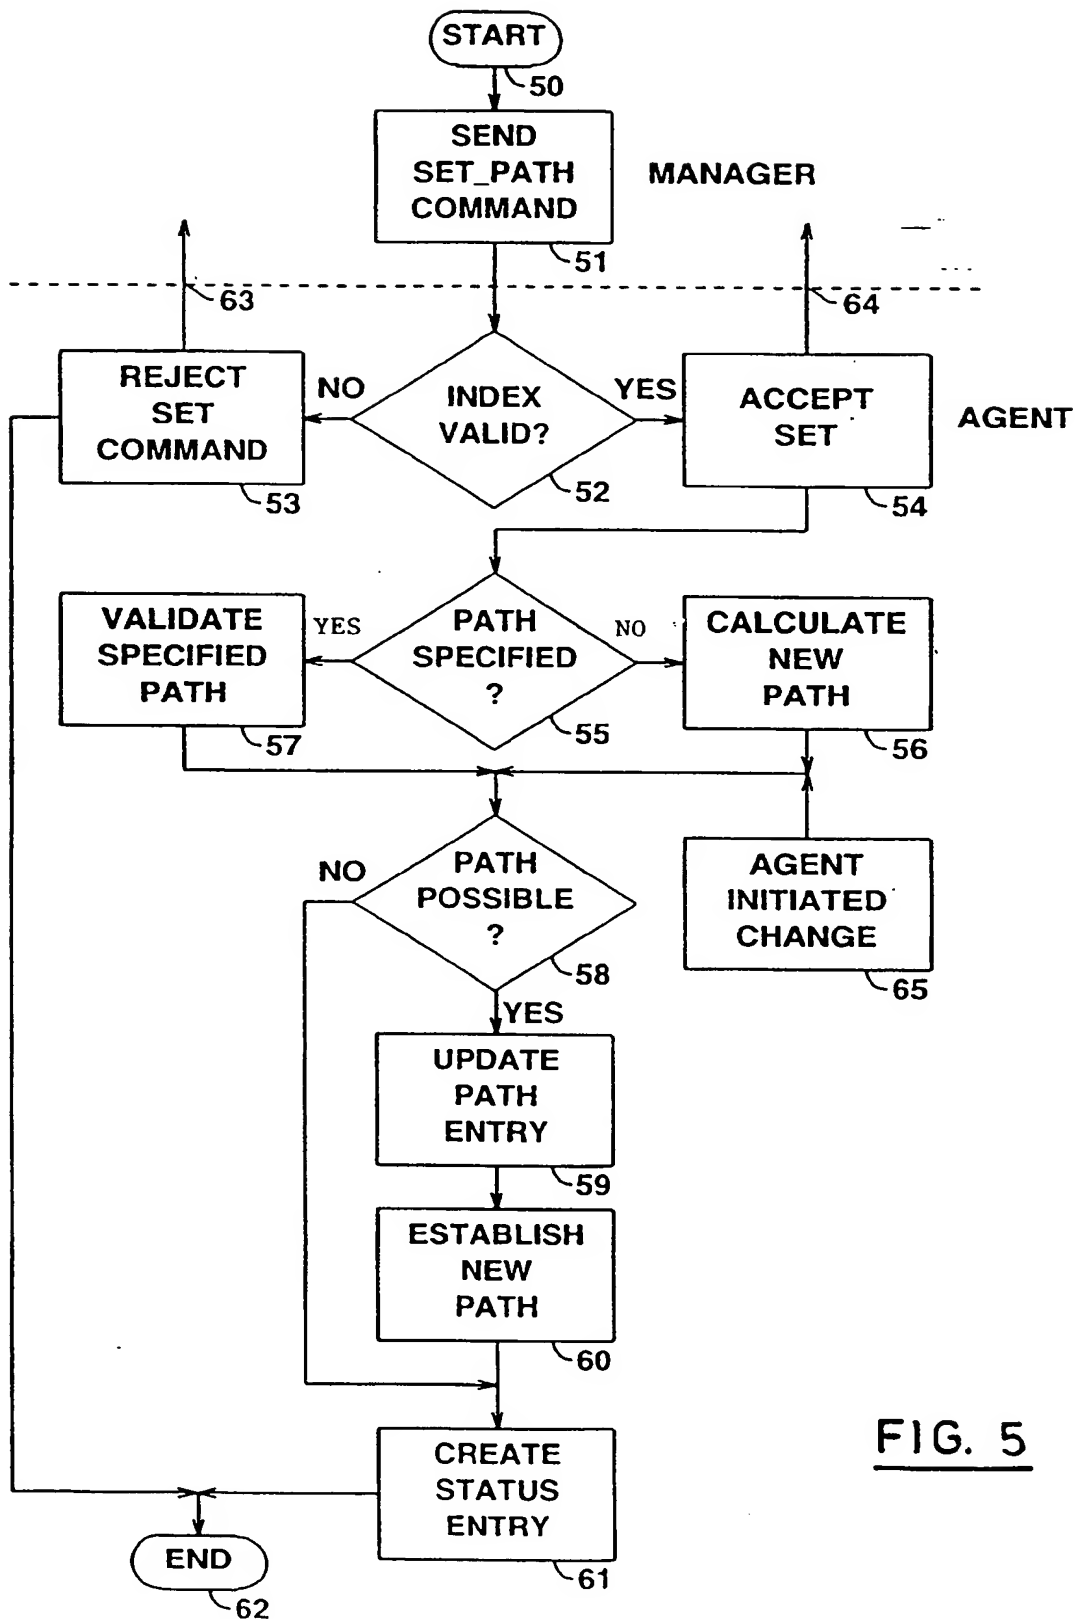 START
50
SEND
SET_PATH
COMMAND
51
MANAGER
63
64
REJECT
SET
COMMAND
53
NO
INDEX
VALID?
52
YES
ACCEPT
SET
54
AGENT
VALIDATE
SPECIFIED
PATH
57
YES
PATH
SPECIFIED
?
55
NO
CALCULATE
NEW
PATH
56
NO
PATH
POSSIBLE
?
58
AGENT
INITIATED
CHANGE
65
YES
UPDATE
PATH
ENTRY
59
ESTABLISH
NEW
PATH
60
CREATE
STATUS
ENTRY
61
END
62
FIG. 5